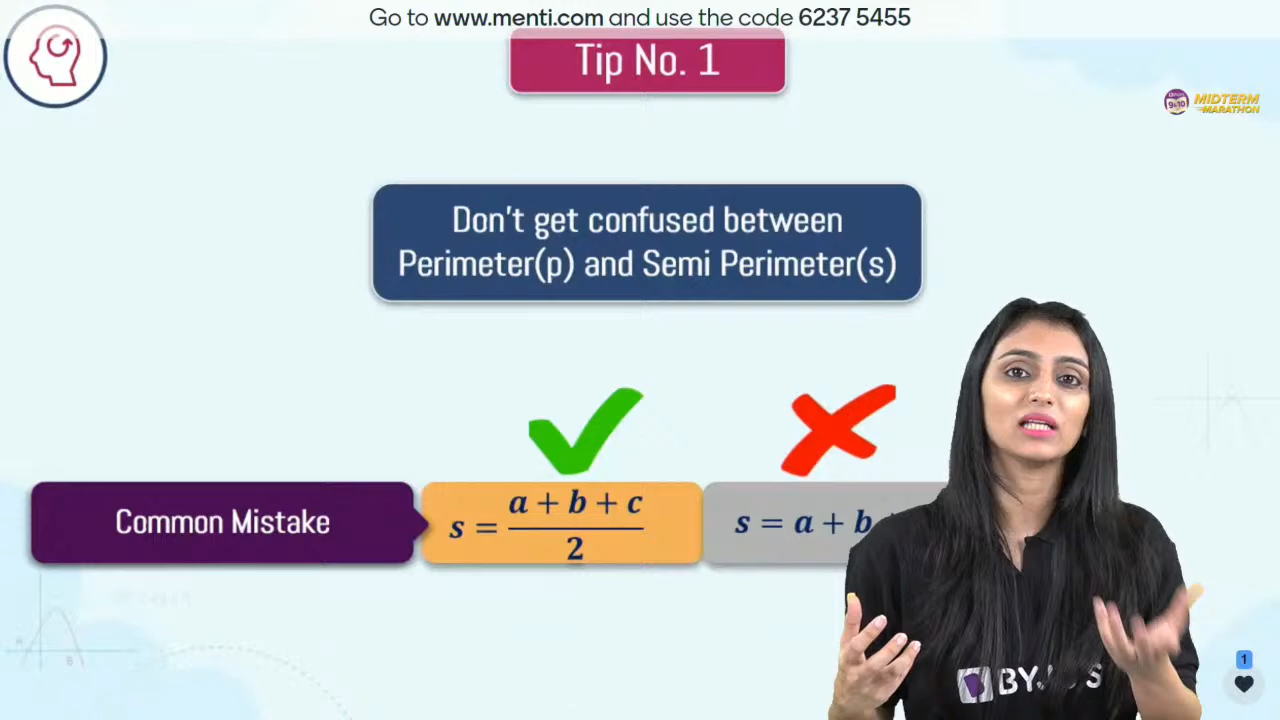 Go to www.menti.com and use the code 6237 5455
Tip No. 1
MIDTERM
MARATHON
Don't get confused between
Perimeter(p) and Semi Perimeter(s)
Common Mistake
s = a + b + c
2
s = a + b
1